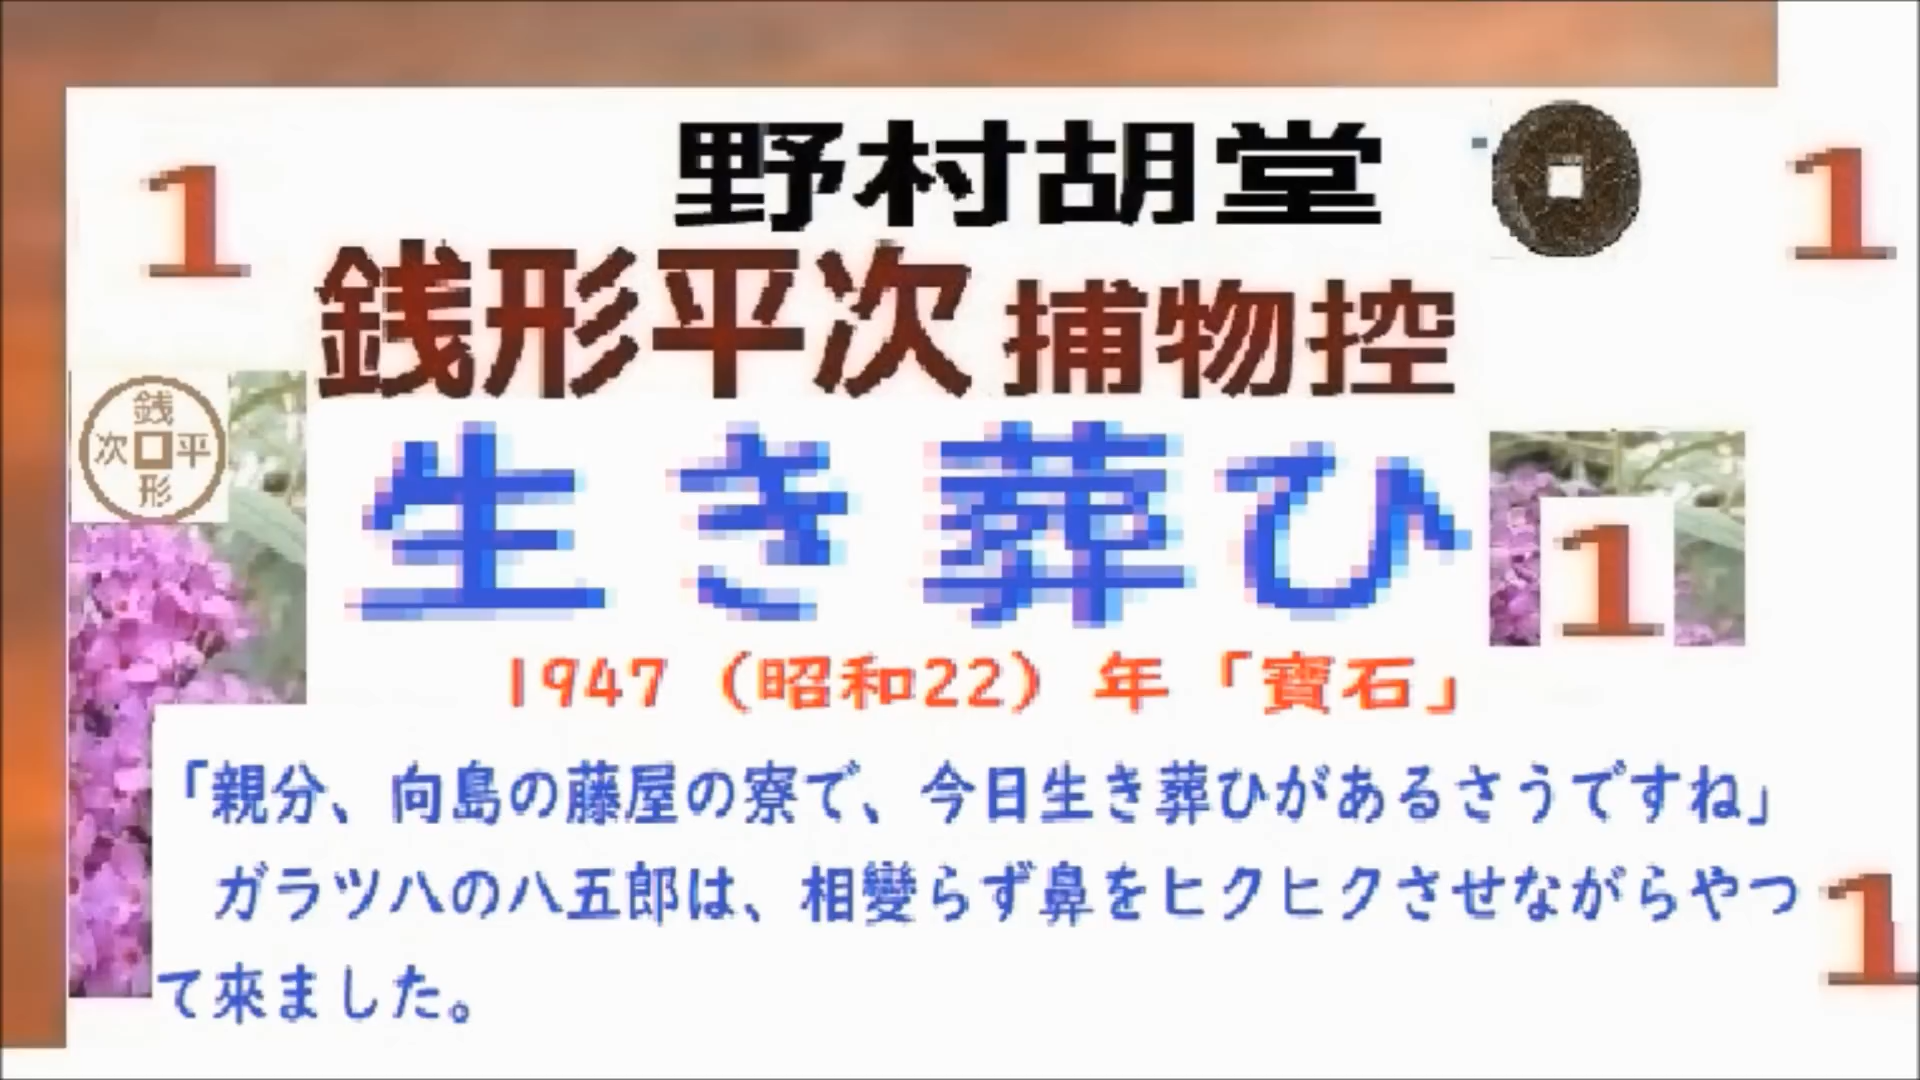 野村胡堂
1
1
銭形平次 捕物控
銭
次 平
形
生き葬ひ
1
1947（昭和22）年「寶石」
「親分、向島の藤屋の寮で、今日生き葬ひがあるさうですね」
ガラツハの八五郎は、相變らず鼻をヒクヒクさせながらやつ
1
て來ました。